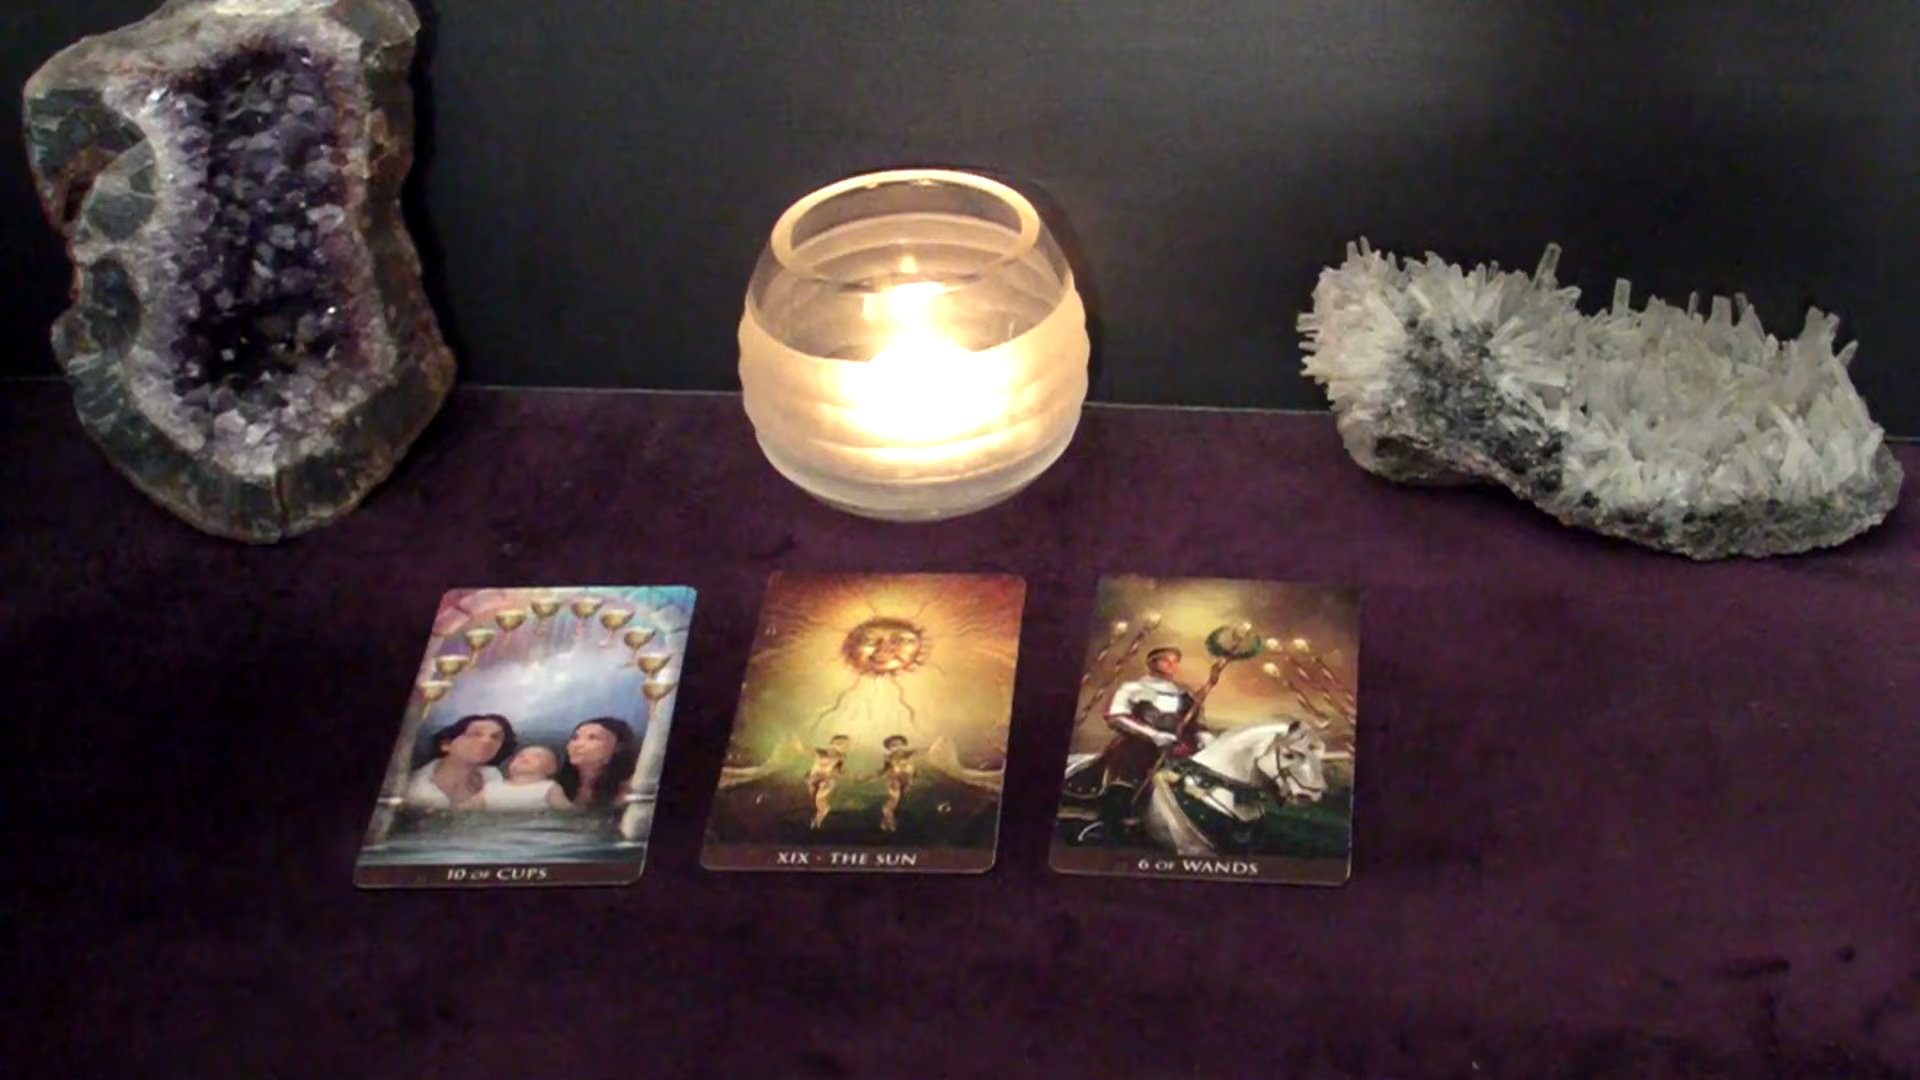 10 OF CUPS
XIX · THE SUN
6 OF WANDS